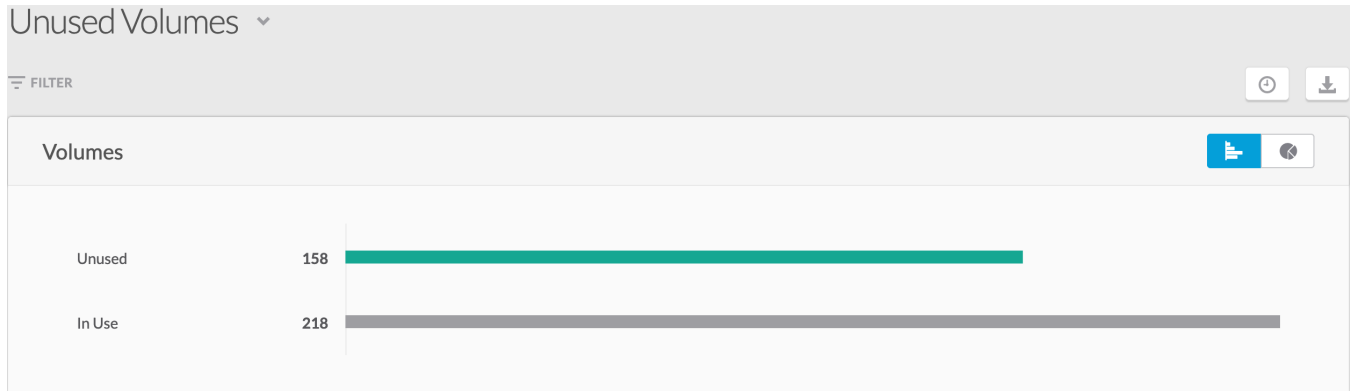 Unused Volumes
FILTER
Volumes
Unused 158
In Use 218